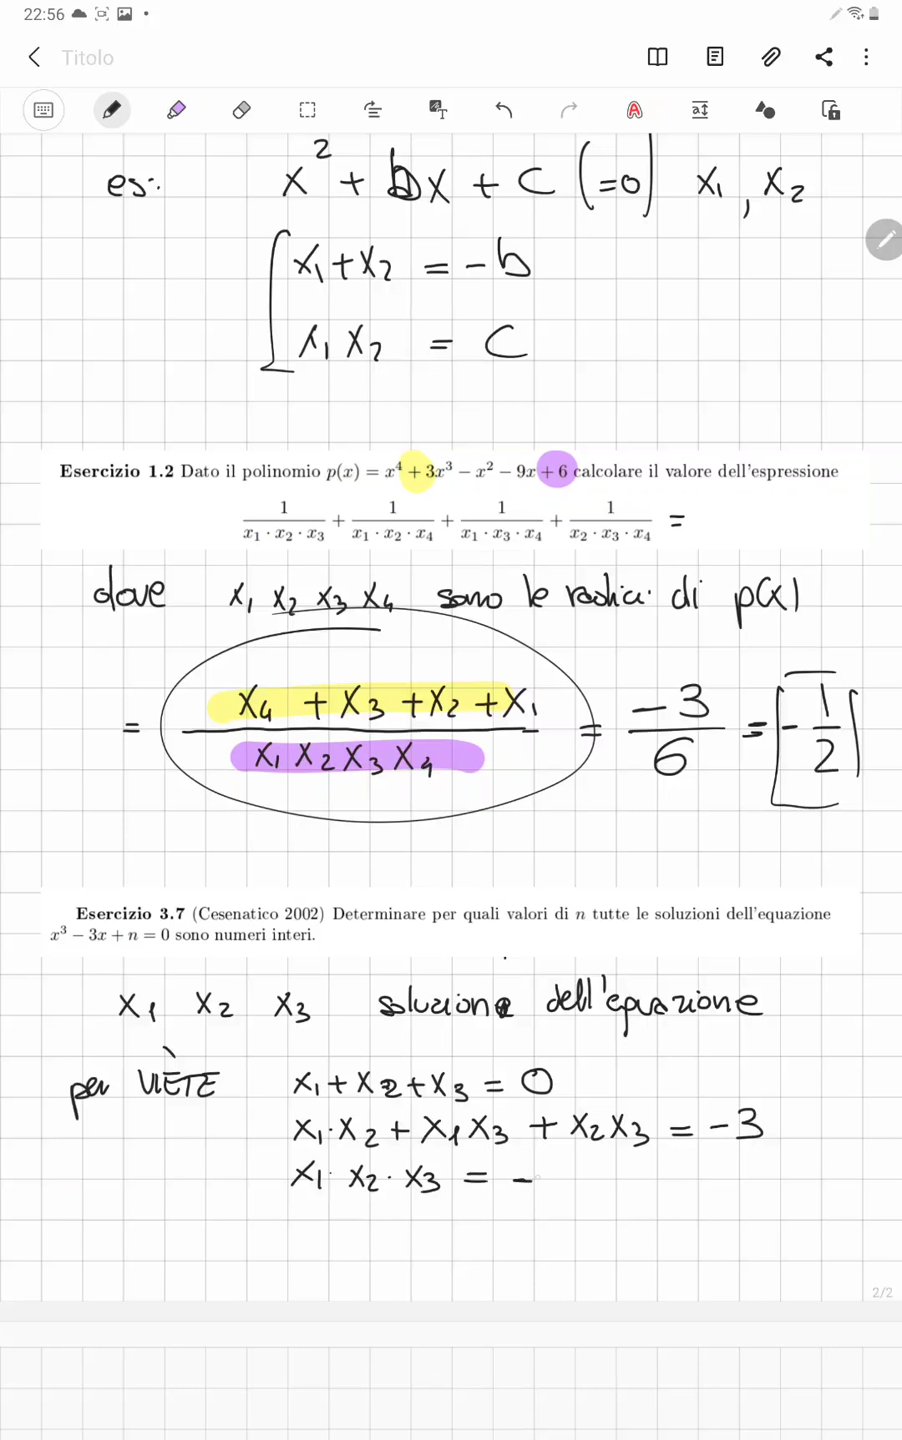 22:56
Titolo
es:. x² + bx + c (=0) x₁, x₂
x₁+x₂ = -b
x₁ x₂ = c
Esercizio 1.2 Dato il polinomio p(x) = x⁴ + 3x³ − x² − 9x + 6 calcolare il valore dell'espressione
1/(x₁ · x₂ · x₃) + 1/(x₁ · x₂ · x₄) + 1/(x₁ · x₃ · x₄) + 1/(x₂ · x₃ · x₄) =
dove x₁ x₂ x₃ x₄ sono le radici di p(x)
= (x₄ + x₃ + x₂ + x₁)/(x₁ x₂ x₃ x₄) = -3/6 = -1/2
Esercizio 3.7 (Cesenatico 2002) Determinare per quali valori di n tutte le soluzioni dell'equazione
x³ − 3x + n = 0 sono numeri interi.
x₁ x₂ x₃ soluzione dell'equazione
per VIÈTE x₁+x₂+x₃ = 0
x₁·x₂ + x₁x₃ + x₂x₃ = -3
x₁· x₂ · x₃ = -
2/2